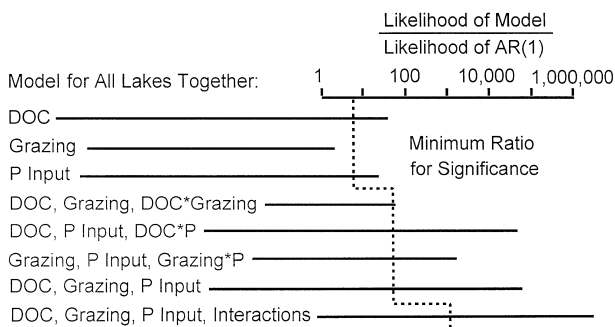 Likelihood of Model
Likelihood of AR(1)
Model for All Lakes Together:
1 100 10,000 1,000,000
DOC
Grazing
Minimum Ratio
for Significance
P Input
DOC, Grazing, DOC*Grazing
DOC, P Input, DOC*P
Grazing, P Input, Grazing*P
DOC, Grazing, P Input
DOC, Grazing, P Input, Interactions